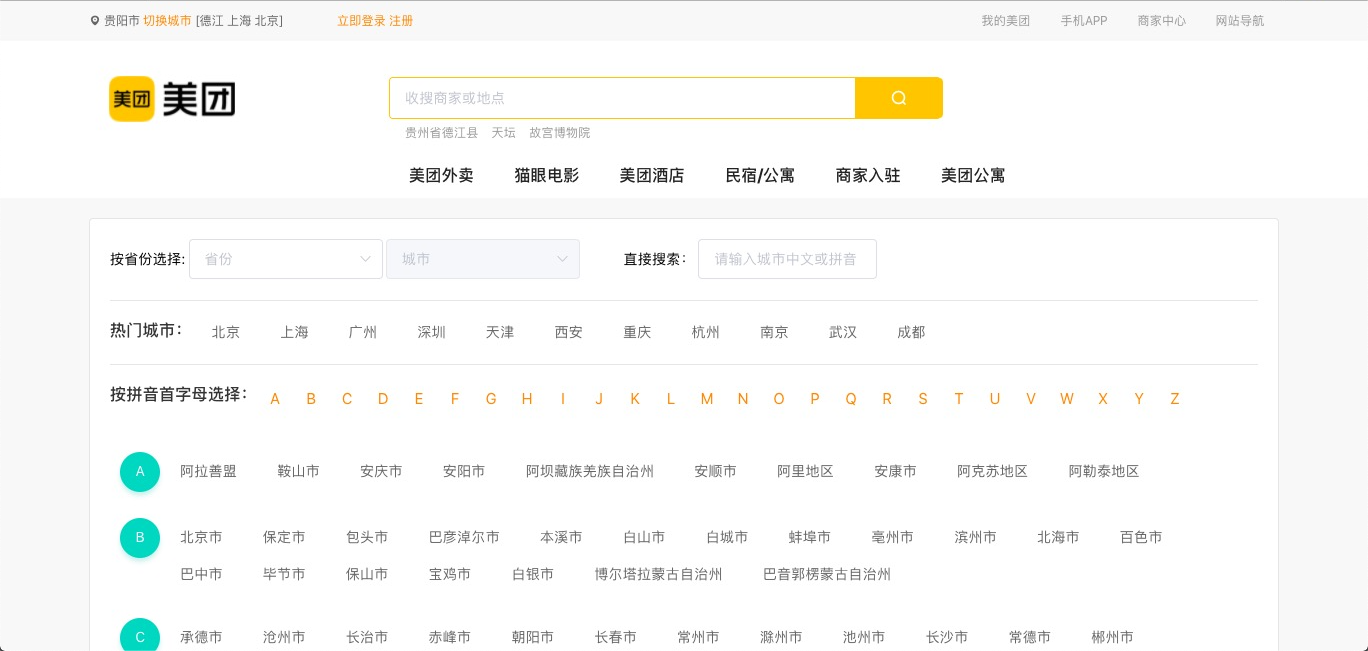 贵阳市 切换城市 [德江 上海 北京] 立即登录 注册 我的美团 手机APP 商家中心 网站导航
美团 美团
收搜商家或地点
贵州省德江县 天坛 故宫博物院
美团外卖 猫眼电影 美团酒店 民宿/公寓 商家入驻 美团公寓
按省份选择: 省份 城市 直接搜索: 请输入城市中文或拼音
热门城市: 北京 上海 广州 深圳 天津 西安 重庆 杭州 南京 武汉 成都
按拼音首字母选择: A B C D E F G H I J K L M N O P Q R S T U V W X Y Z
A 阿拉善盟 鞍山市 安庆市 安阳市 阿坝藏族羌族自治州 安顺市 阿里地区 安康市 阿克苏地区 阿勒泰地区
B 北京市 保定市 包头市 巴彦淖尔市 本溪市 白山市 白城市 蚌埠市 亳州市 滨州市 北海市 百色市
巴中市 毕节市 保山市 宝鸡市 白银市 博尔塔拉蒙古自治州 巴音郭楞蒙古自治州
C 承德市 沧州市 长治市 赤峰市 朝阳市 长春市 常州市 滁州市 池州市 长沙市 常德市 郴州市